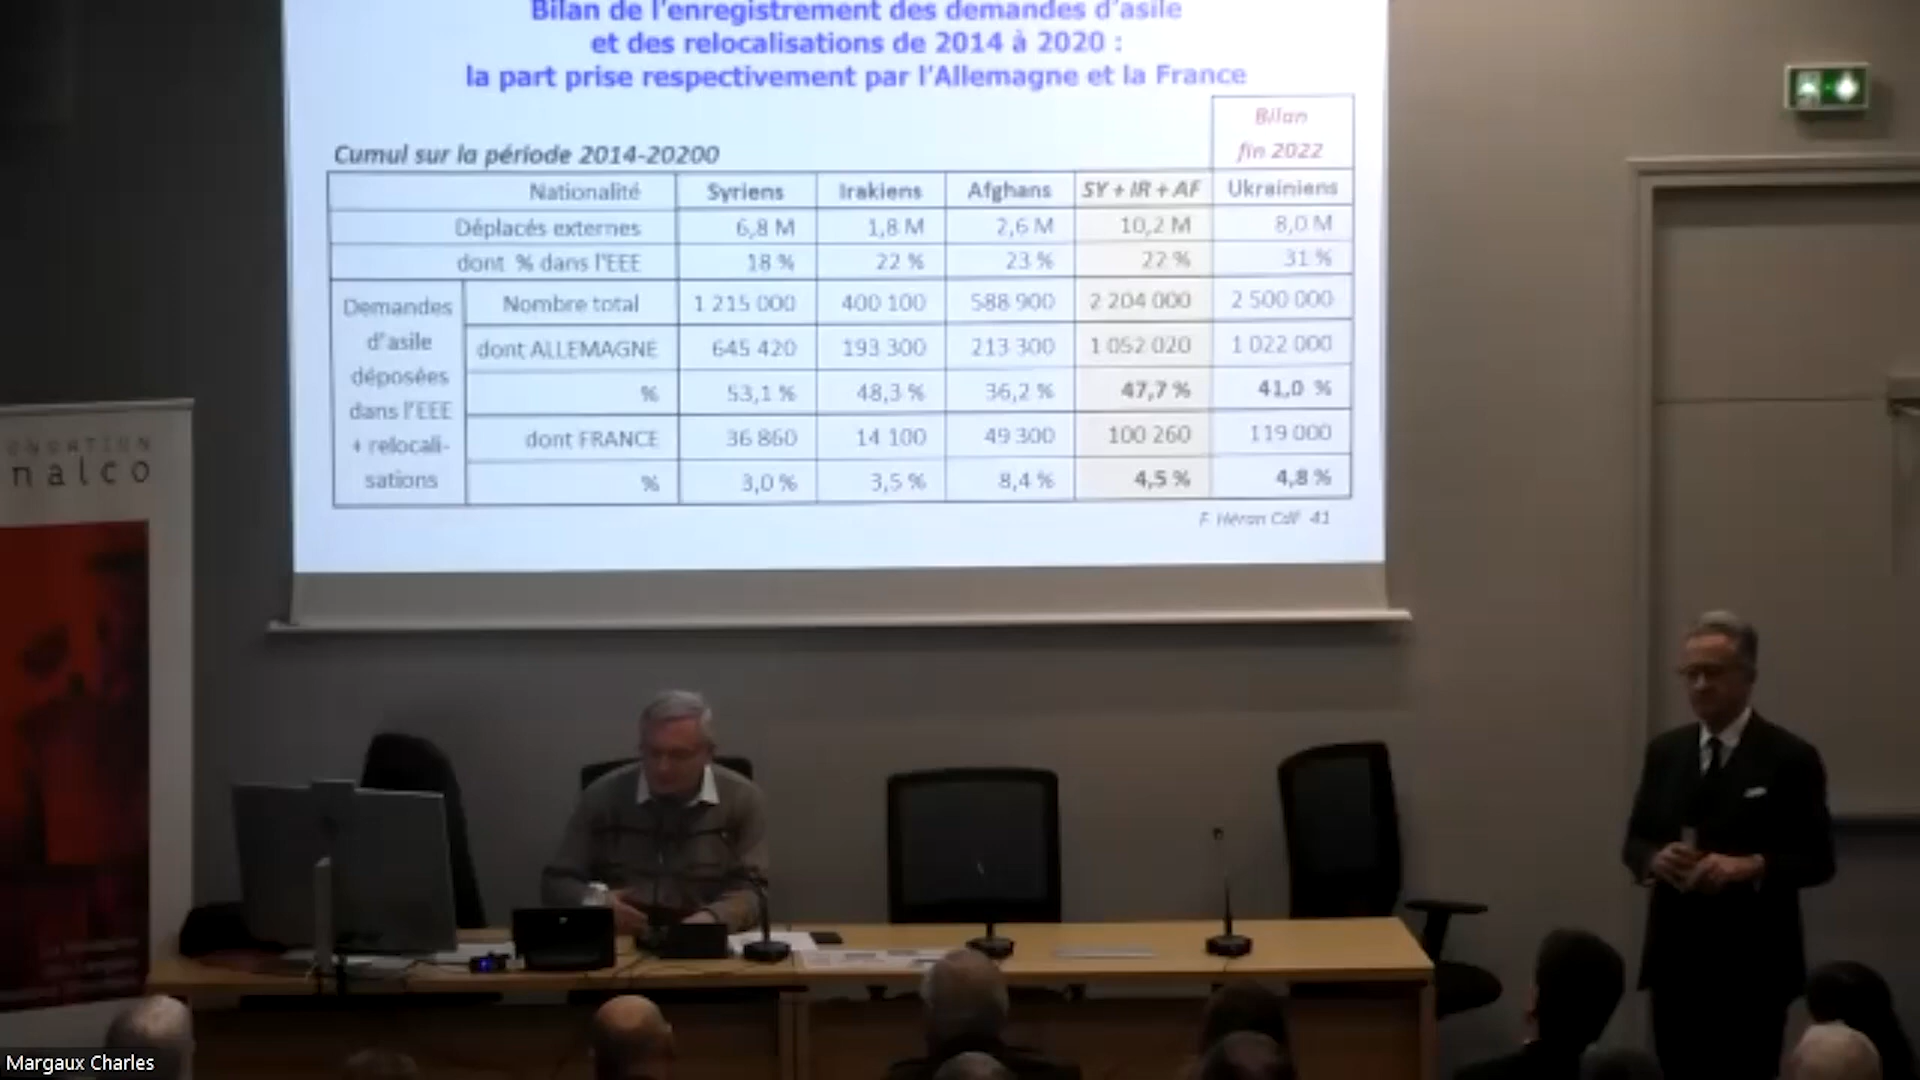 Bilan de l'enregistrement des demandes d'asile
et des relocalisations de 2014 à 2020 :
la part prise respectivement par l'Allemagne et la France
Bilan
fin 2022
Cumul sur la période 2014-20200
Nationalité Syriens Irakiens Afghans SY + IR + AF Ukrainiens
Déplacés externes 6,8 M 1,8 M 2,6 M 10,2 M 8,0 M
dont % dans l'EEE 18 % 22 % 23 % 22 % 31 %
Demandes
d'asile
déposées
dans l'EEE
+ relocali-
sations
Nombre total 1 215 000 400 100 588 900 2 204 000 2 500 000
dont ALLEMAGNE 645 420 193 300 213 300 1 052 020 1 022 000
% 53,1 % 48,3 % 36,2 % 47,7 % 41,0 %
dont FRANCE 36 860 14 100 49 300 100 260 119 000
% 3,0 % 3,5 % 8,4 % 4,5 % 4,8 %
F. Héran CdF 41
nalco
Margaux Charles